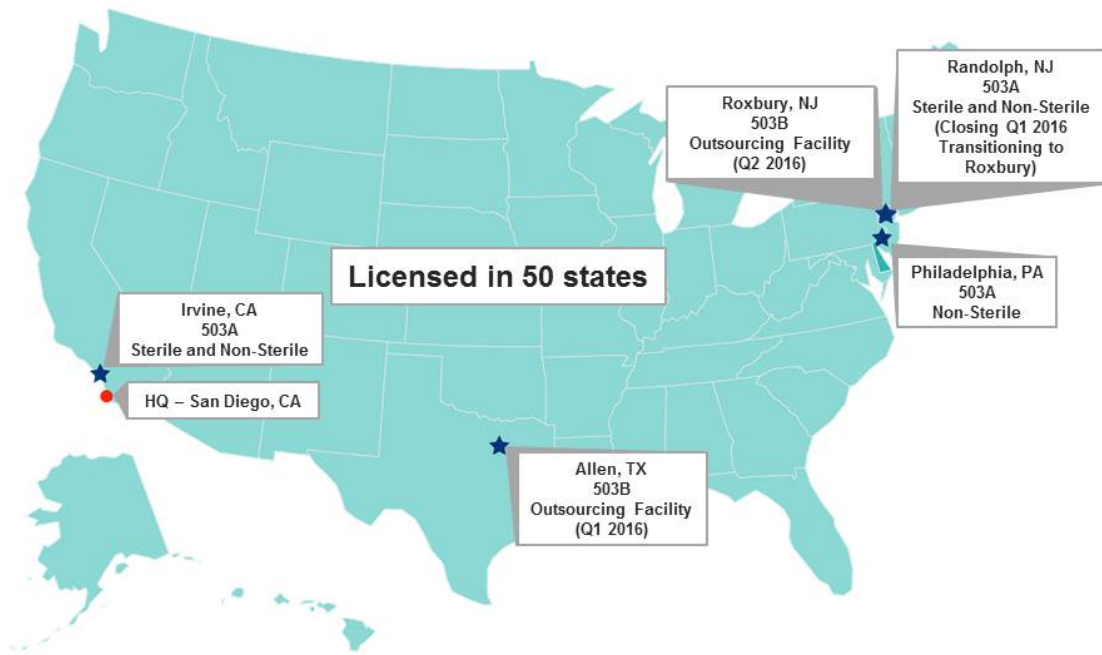 Roxbury, NJ
503B
Outsourcing Facility
(Q2 2016)
Randolph, NJ
503A
Sterile and Non-Sterile
(Closing Q1 2016
Transitioning to
Roxbury)
Licensed in 50 states
Philadelphia, PA
503A
Non-Sterile
Irvine, CA
503A
Sterile and Non-Sterile
HQ – San Diego, CA
Allen, TX
503B
Outsourcing Facility
(Q1 2016)